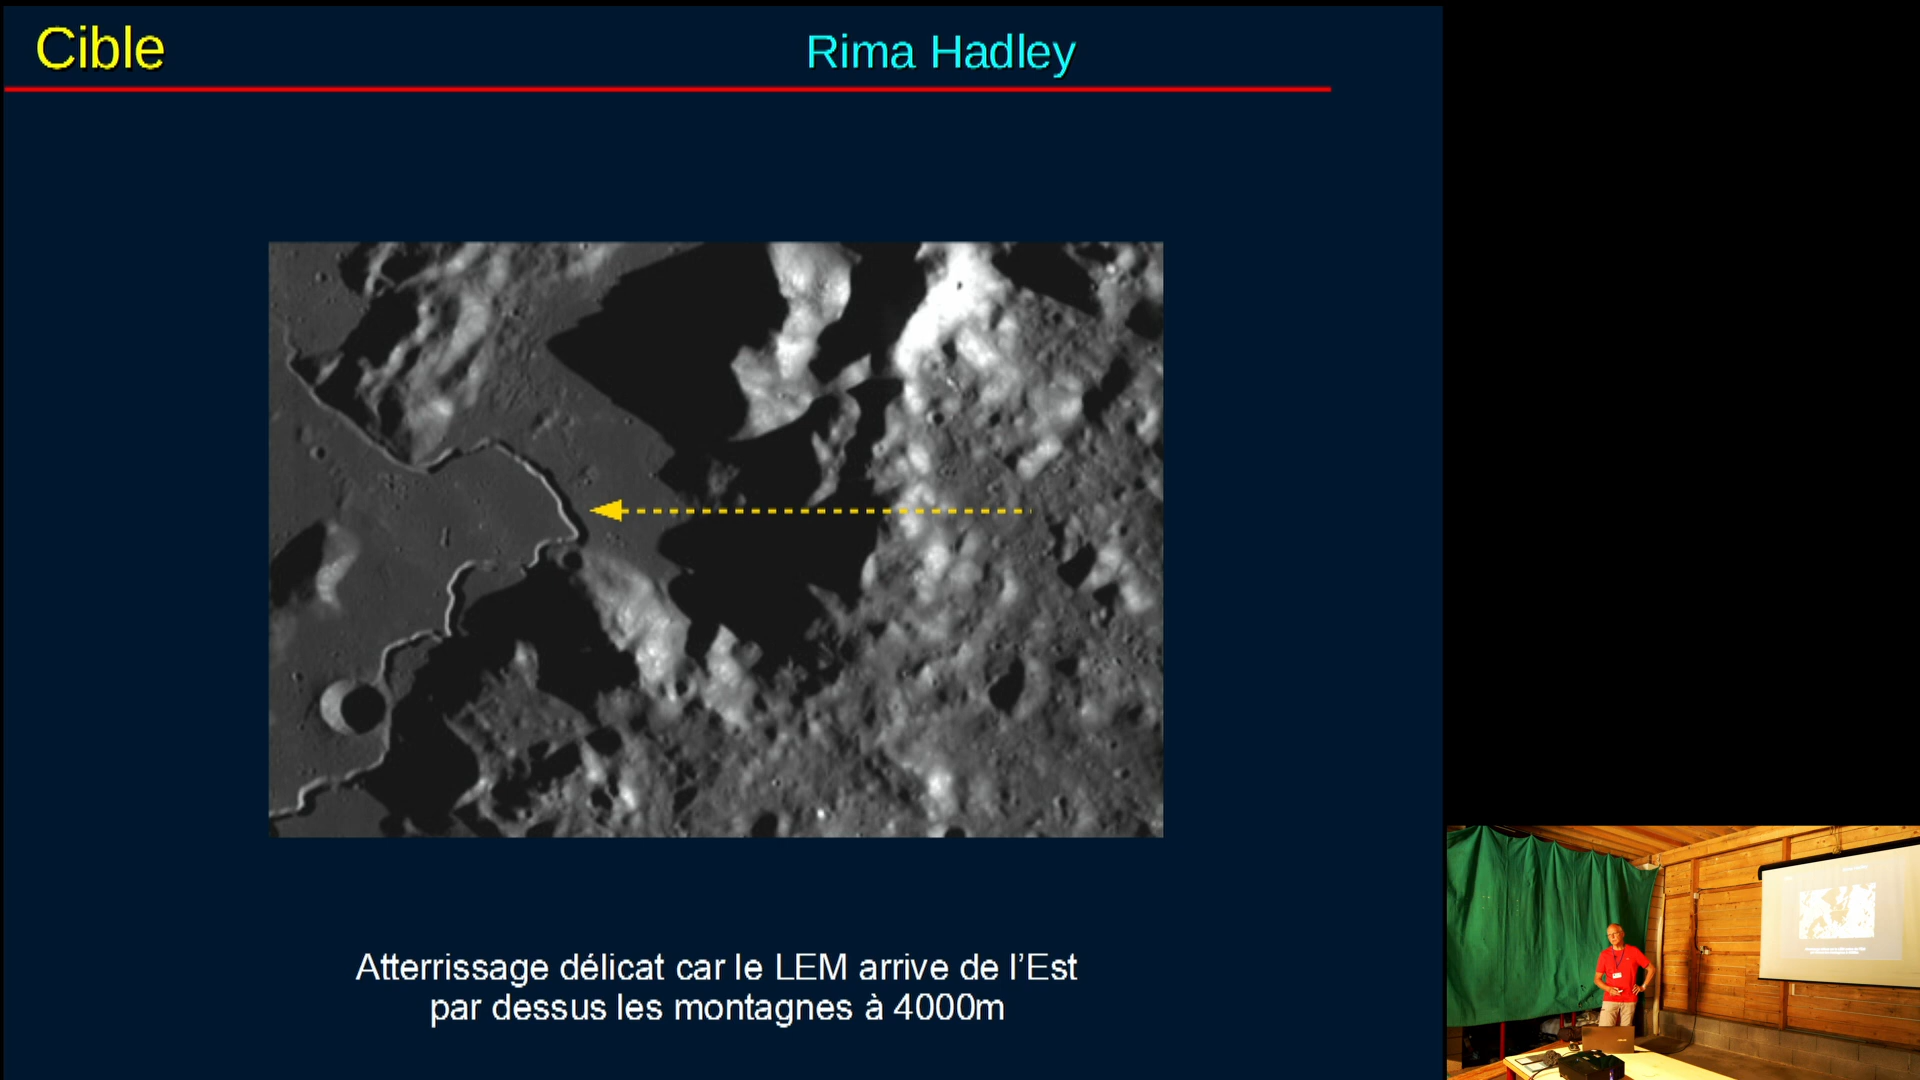 Cible
Rima Hadley
Atterrissage délicat car le LEM arrive de l’Est
par dessus les montagnes à 4000m